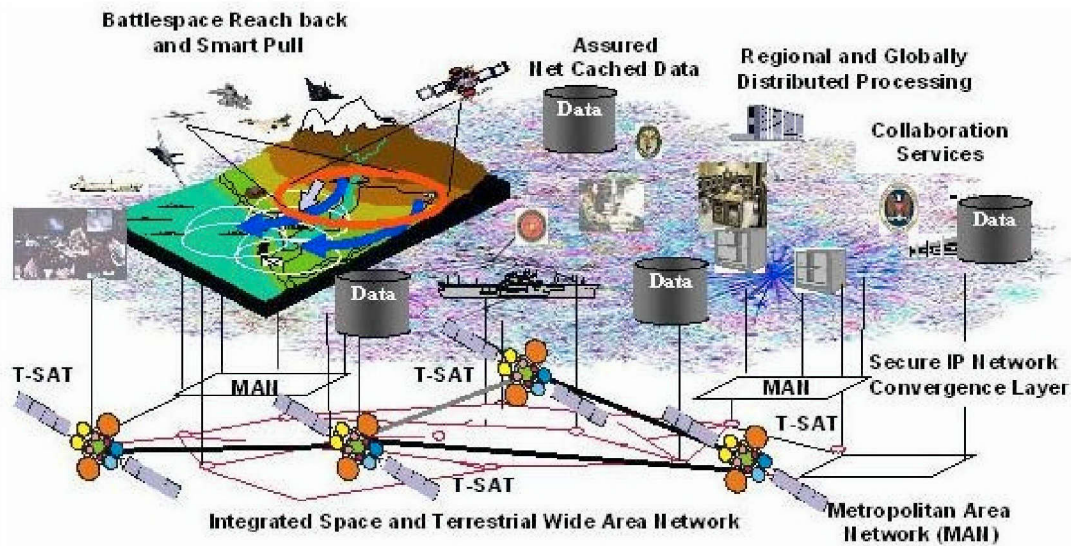 Battlespace Reach back
and Smart Pull
Assured
Net Cached Data
Regional and Globally
Distributed Processing
Collaboration
Services
Data
Data
Data
Data
T-SAT
MAN
T-SAT
MAN
Secure IP Network
Convergence Layer
T-SAT
T-SAT
Integrated Space and Terrestrial Wide Area Network
Metropolitan Area
Network (MAN)